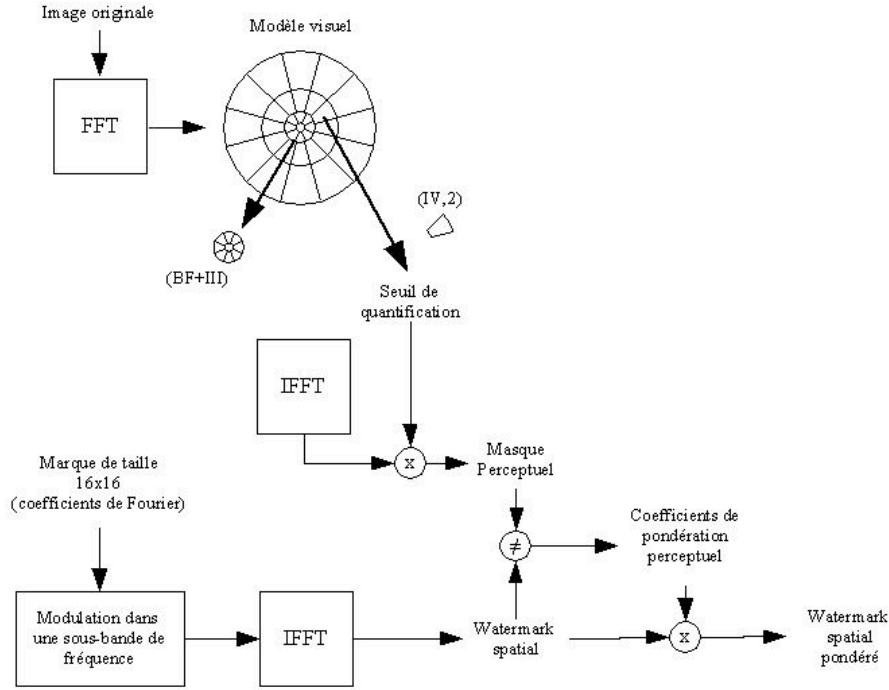 Image originale
Modèle visuel
FFT
(IV,2)
(BF+III)
Seuil de
quantification
IFFT
x
Masque
Perceptuel
Marque de taille
16x16
(coefficients de Fourier)
≠
Coefficients de
pondération
perceptuel
Modulation dans
une sous-bande de
fréquence
IFFT
Watermark
spatial
x
Watermark
spatial
pondéré